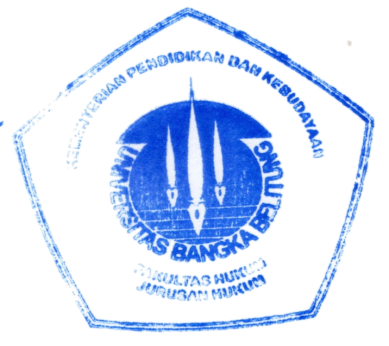 KEMENTERIAN PENDIDIKAN DAN KEBUDAYAAN
UNIVERSITAS BANGKA BELITUNG
FAKULTAS HUKUM
JURUSAN HUKUM